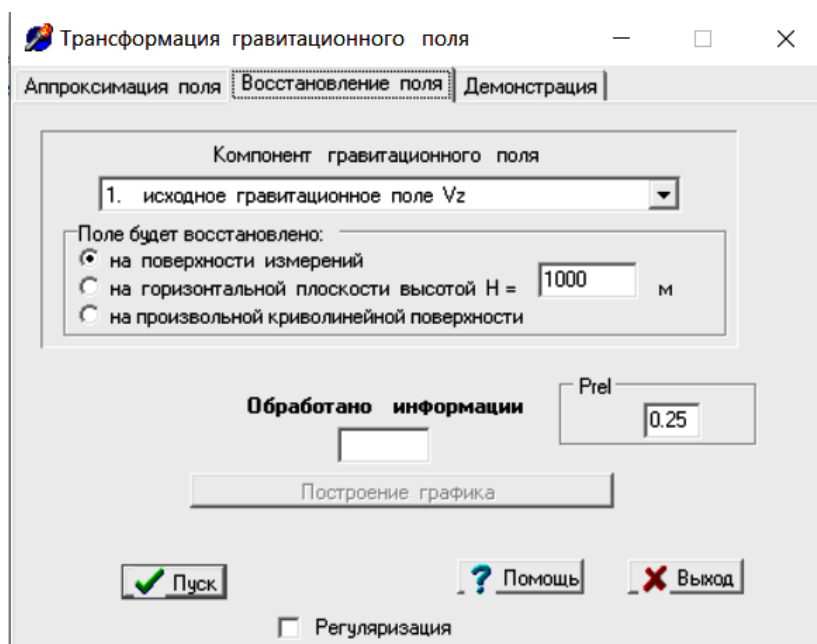 Трансформация гравитационного поля
Аппроксимация поля Восстановление поля Демонстрация
Компонент гравитационного поля
1. исходное гравитационное поле Vz
Поле будет восстановлено:
на поверхности измерений
на горизонтальной плоскости высотой H = 1000 м
на произвольной криволинейной поверхности
Prel
Обработано информации
0.25
Построение графика
Пуск ? Помощь Выход
Регуляризация